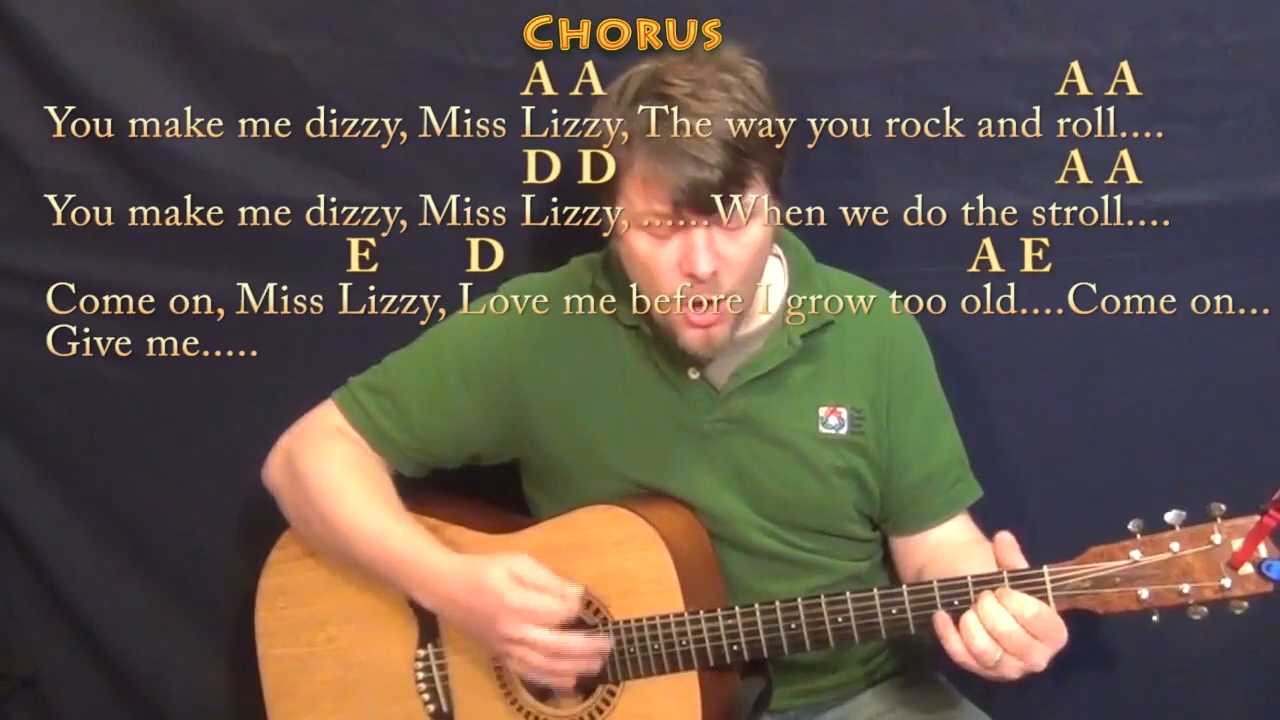 CHORUS
A A A A
You make me dizzy, Miss Lizzy, The way you rock and roll....
D D A A
You make me dizzy, Miss Lizzy, ......When we do the stroll....
E D A E
Come on, Miss Lizzy, Love me before I grow too old....Come on...
Give me.....